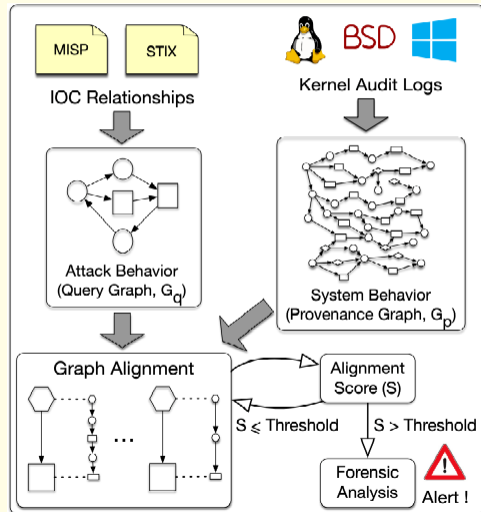 MISP
STIX
BSD
IOC Relationships
Kernel Audit Logs
Attack Behavior
(Query Graph, Gq)
System Behavior
(Provenance Graph, Gp)
Graph Alignment
...
Alignment
Score (S)
S ⩽ Threshold
S > Threshold
Forensic
Analysis
!
Alert !